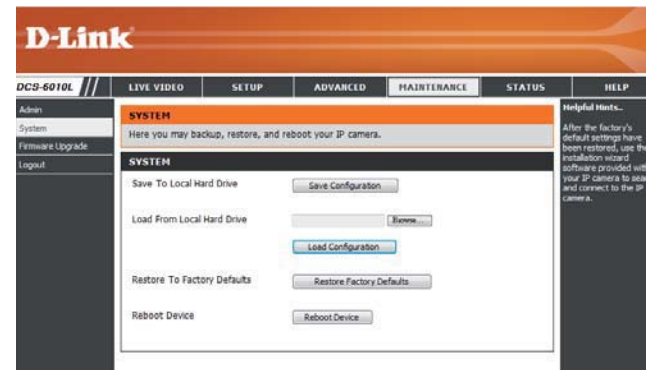 D-Link
DCS-6010L // LIVE VIDEO SETUP ADVANCED MAINTENANCE STATUS HELP
Admin
System
Firmware Upgrade
Logout
SYSTEM
Here you may backup, restore, and reboot your IP camera.
SYSTEM
Save To Local Hard Drive Save Configuration
Load From Local Hard Drive Browse...
Load Configuration
Restore To Factory Defaults Restore Factory Defaults
Reboot Device Reboot Device
Helpful Hints..
After the factory's
default settings have
been restored, use the
installation wizard
software provided with
your IP camera to sea
and connect to the IP
camera.